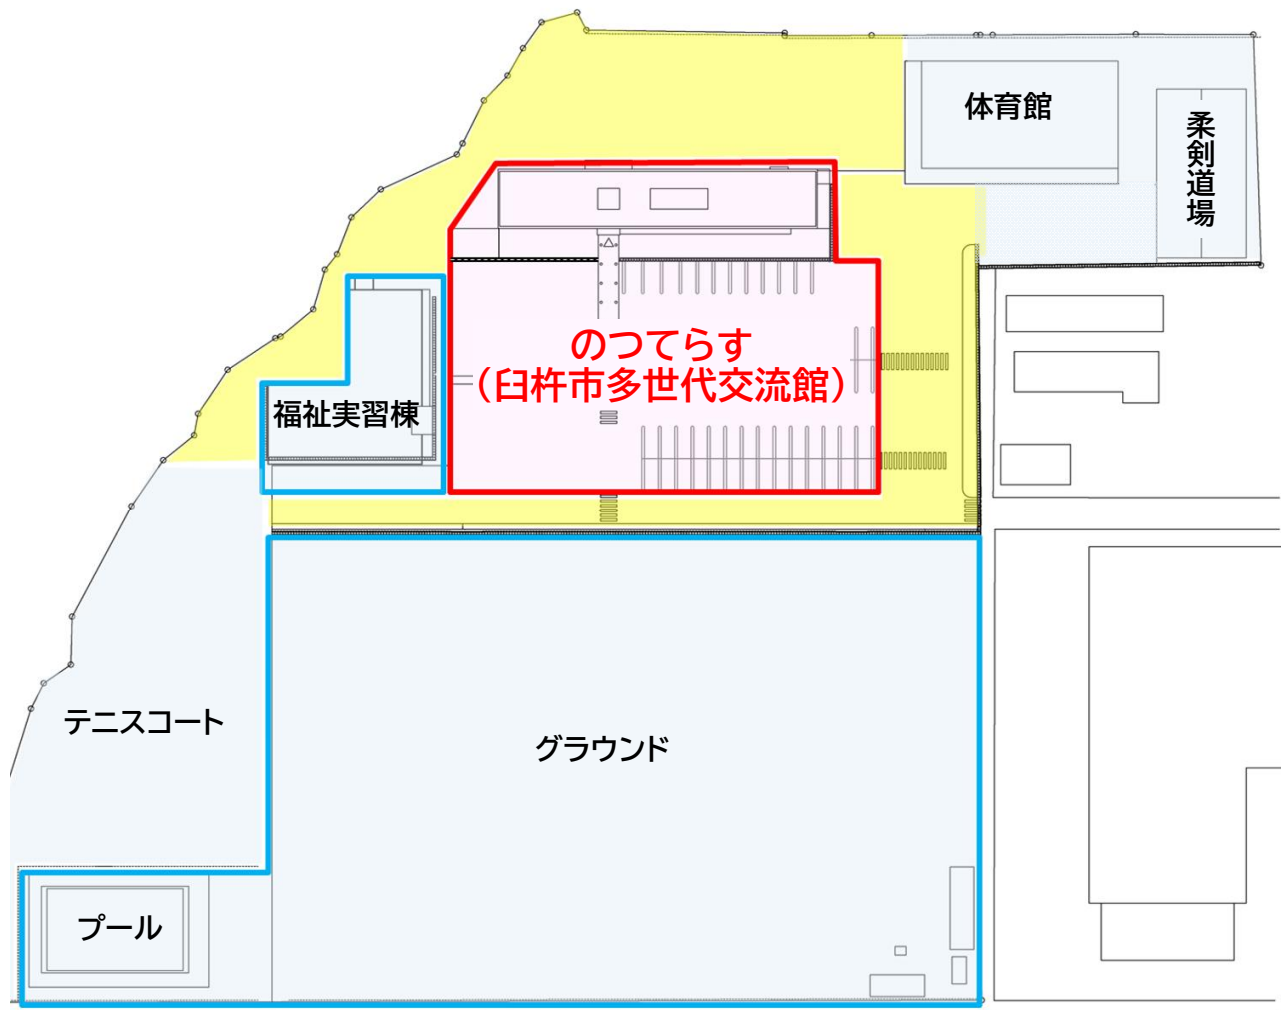 体育館
柔剣道場
のつてらす
（臼杵市多世代交流館）
福祉実習棟
テニスコート
グラウンド
プール